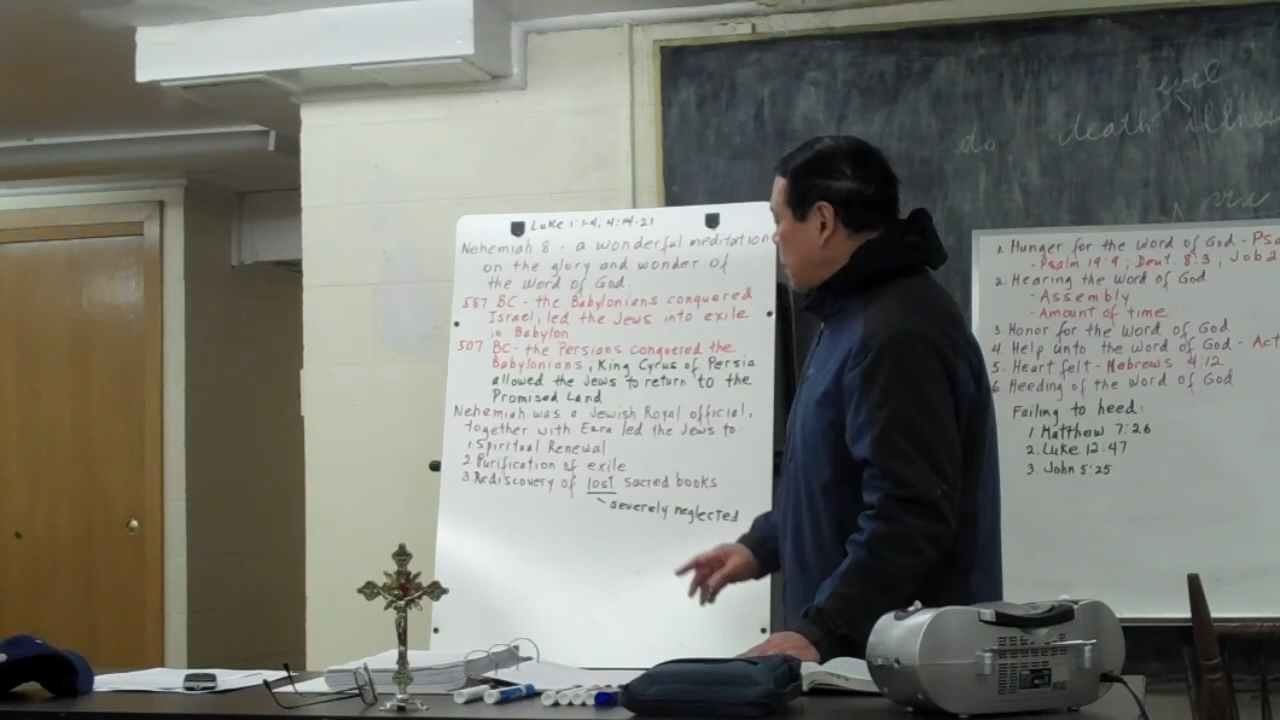 Luke 1:1-4, 4:14-21
Nehemiah 8 - a wonderful meditation
on the glory and wonder of
the Word of God.
587 BC - the Babylonians conquered
Israel, led the Jews into exile
in Babylon
507 BC - the Persians conquered the
Babylonians, King Cyrus of Persia
allowed the Jews to return to the
Promised Land
Nehemiah was a Jewish Royal official,
together with Ezra led the Jews to:
1. Spiritual Renewal
2. Purification of exile
3. Rediscovery of lost sacred books
severely neglected
do death illness
1. Hunger for the Word of God - Psa
- Psalm 19:9; Deut. 8:3; Job 2
2. Hearing the Word of God
- Assembly
- Amount of time
3. Honor for the Word of God
4. Help unto the Word of God - Act
5. Heart felt - Hebrews 4:12
6. Heeding of the Word of God
Failing to heed:
1. Matthew 7:26
2. Luke 12:47
3. John 5:25